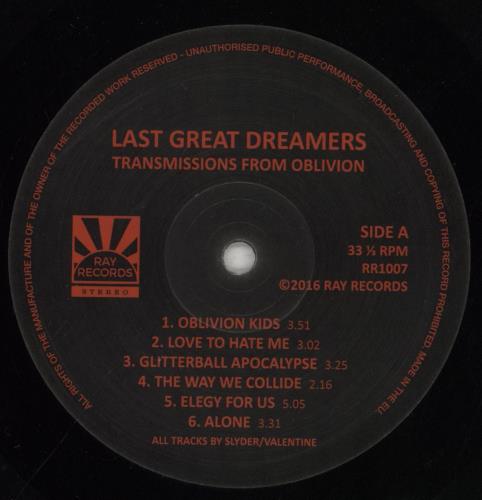 ALL RIGHTS OF THE MANUFACTURE AND OF THE OWNER OF THE RECORDED WORK RESERVED - UNAUTHORISED PUBLIC PERFORMANCE, BROADCASTING AND COPYING OF THIS RECORD PROHIBITED. MADE IN THE EU.
LAST GREAT DREAMERS
TRANSMISSIONS FROM OBLIVION
RAY
RECORDS
STEREO
SIDE A
33 ⅓ RPM
RR1007
©2016 RAY RECORDS
1. OBLIVION KIDS 3.51
2. LOVE TO HATE ME 3.02
3. GLITTERBALL APOCALYPSE 3.25
4. THE WAY WE COLLIDE 2.16
5. ELEGY FOR US 5.05
6. ALONE 3.31
ALL TRACKS BY SLYDER/VALENTINE